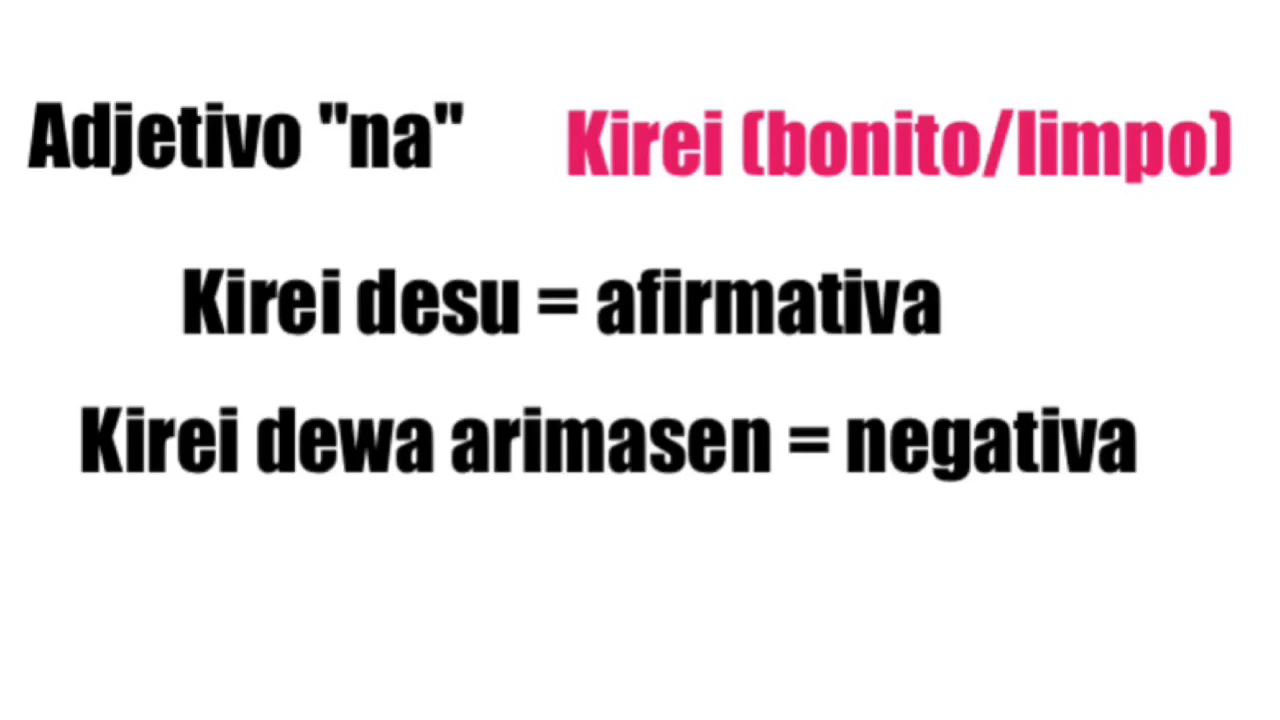 Adjetivo "na" Kirei (bonito/limpo)
Kirei desu = afirmativa
Kirei dewa arimasen = negativa